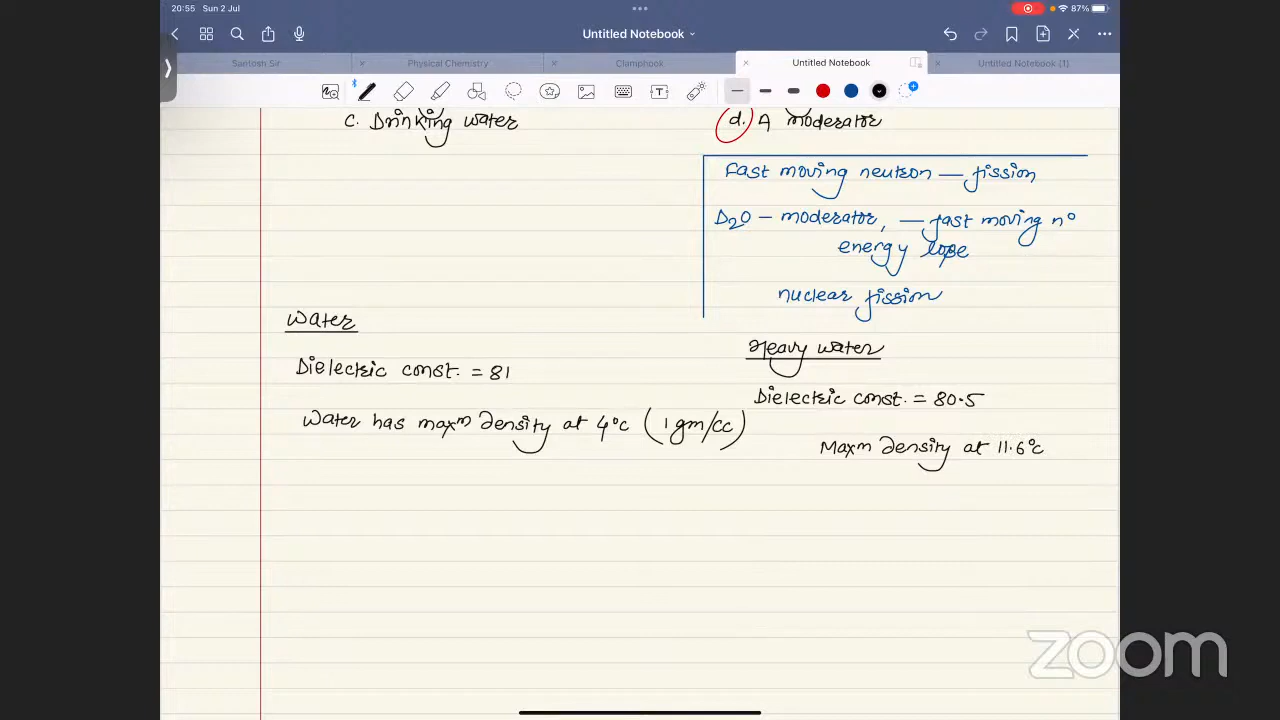 20:55 Sun 2 Jul
87%
Untitled Notebook
Santosh Sir
Physical Chemistry
Clamphook
Untitled Notebook
Untitled Notebook (1)
c. Drinking water
d. A moderator
Fast moving neutron — fission
D2O – moderator, — fast moving n°
energy lose
nuclear fission
Water
Heavy water
Dielectric const. = 81
Dielectric const. = 80.5
Water has maxm density at 4°c (1 gm/cc)
Maxm density at 11.6°c
zoom